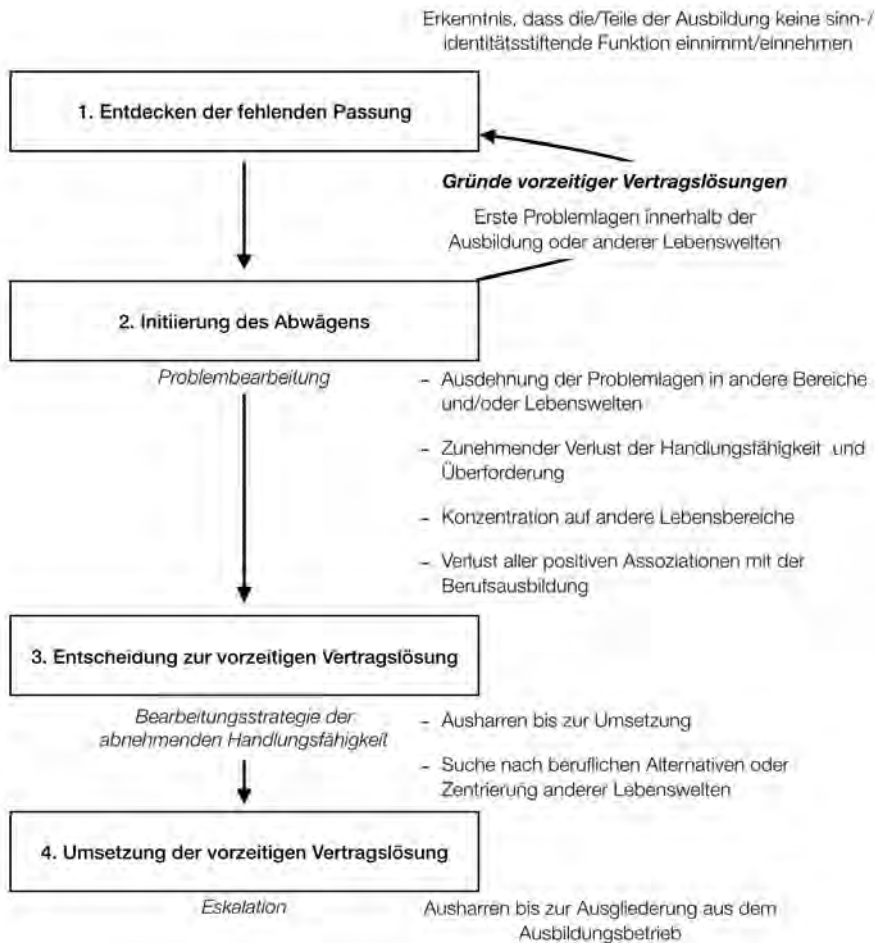 Erkenntnis, dass die/Teile der Ausbildung keine sinn-/
identitätsstiftende Funktion einnimmt/einnehmen
1. Entdecken der fehlenden Passung
Gründe vorzeitiger Vertragslösungen
Erste Problemlagen innerhalb der
Ausbildung oder anderer Lebenswelten
2. Initiierung des Abwägens
Problembearbeitung
- Ausdehnung der Problemlagen in andere Bereiche
und/oder Lebenswelten
- Zunehmender Verlust der Handlungsfähigkeit und
Überforderung
- Konzentration auf andere Lebensbereiche
- Verlust aller positiven Assoziationen mit der
Berufsausbildung
3. Entscheidung zur vorzeitigen Vertragslösung
Bearbeitungsstrategie der
abnehmenden Handlungsfähigkeit
- Ausharren bis zur Umsetzung
- Suche nach beruflichen Alternativen oder
Zentrierung anderer Lebenswelten
4. Umsetzung der vorzeitigen Vertragslösung
Eskalation
Ausharren bis zur Ausgliederung aus dem
Ausbildungsbetrieb